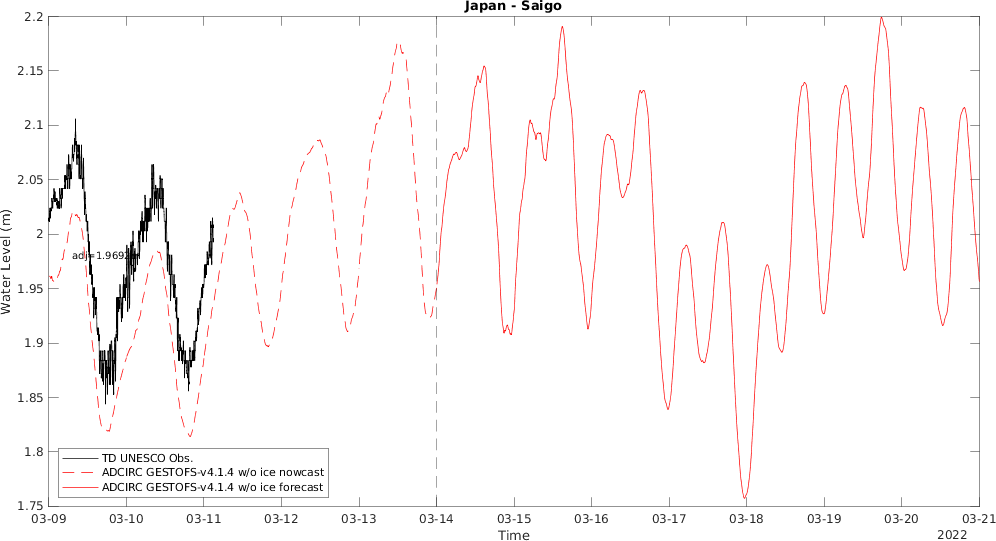 Japan - Saigo
2.2
2.15
2.1
2.05
2
1.95
1.9
1.85
1.8
1.75
Water Level (m)
TD UNESCO Obs.
ADCIRC GESTOFS-v4.1.4 w/o ice nowcast
ADCIRC GESTOFS-v4.1.4 w/o ice forecast
03-09 03-10 03-11 03-12 03-13 03-14 03-15 03-16 03-17 03-18 03-19 03-20 03-21
Time
2022